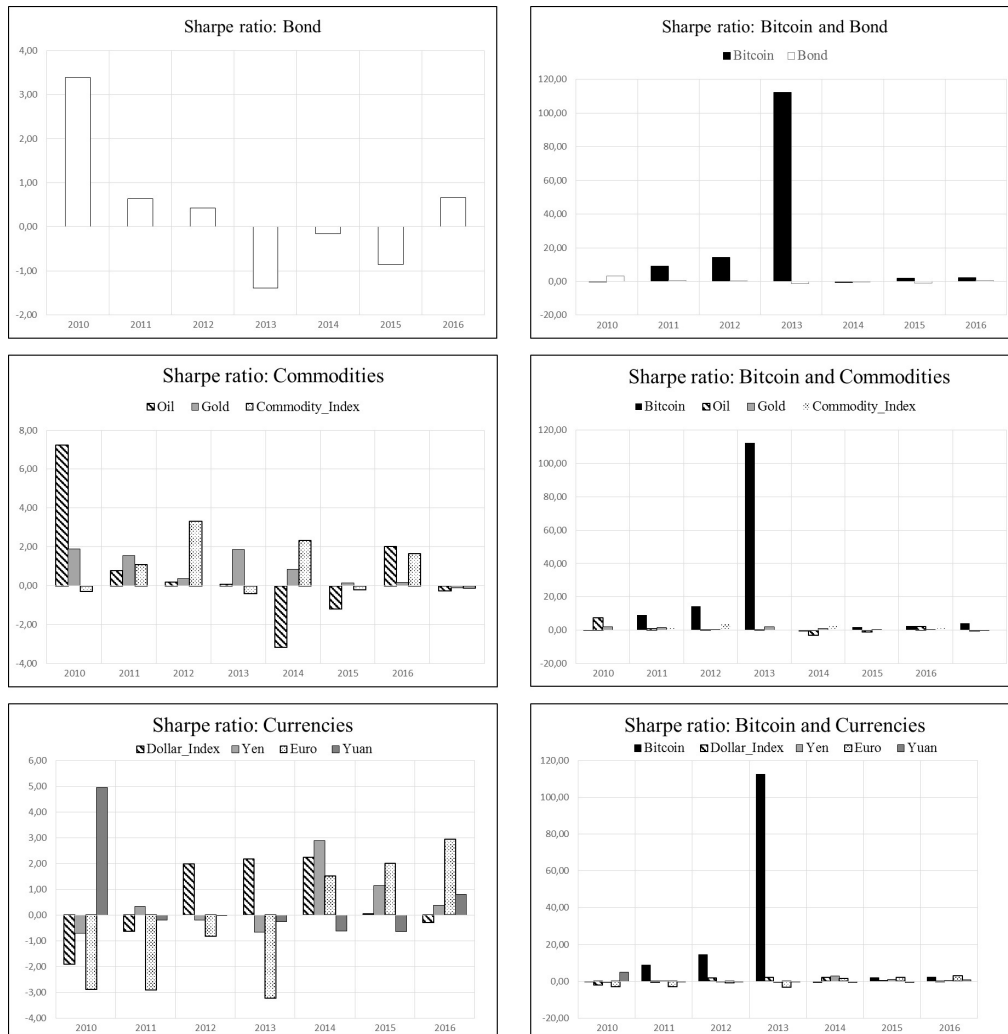 Sharpe ratio: Bond
4,00
3,00
2,00
1,00
0,00
-1,00
-2,00
2010 2011 2012 2013 2014 2015 2016
Sharpe ratio: Bitcoin and Bond
Bitcoin Bond
120,00
100,00
80,00
60,00
40,00
20,00
0,00
-20,00
2010 2011 2012 2013 2014 2015 2016
Sharpe ratio: Commodities
Oil Gold Commodity_Index
8,00
6,00
4,00
2,00
0,00
-2,00
-4,00
2010 2011 2012 2013 2014 2015 2016
Sharpe ratio: Bitcoin and Commodities
Bitcoin Oil Gold Commodity_Index
120,00
100,00
80,00
60,00
40,00
20,00
0,00
-20,00
2010 2011 2012 2013 2014 2015 2016
Sharpe ratio: Currencies
Dollar_Index Yen Euro Yuan
6,00
5,00
4,00
3,00
2,00
1,00
0,00
-1,00
-2,00
-3,00
-4,00
2010 2011 2012 2013 2014 2015 2016
Sharpe ratio: Bitcoin and Currencies
Bitcoin Dollar_Index Yen Euro Yuan
120,00
100,00
80,00
60,00
40,00
20,00
0,00
-20,00
2010 2011 2012 2013 2014 2015 2016